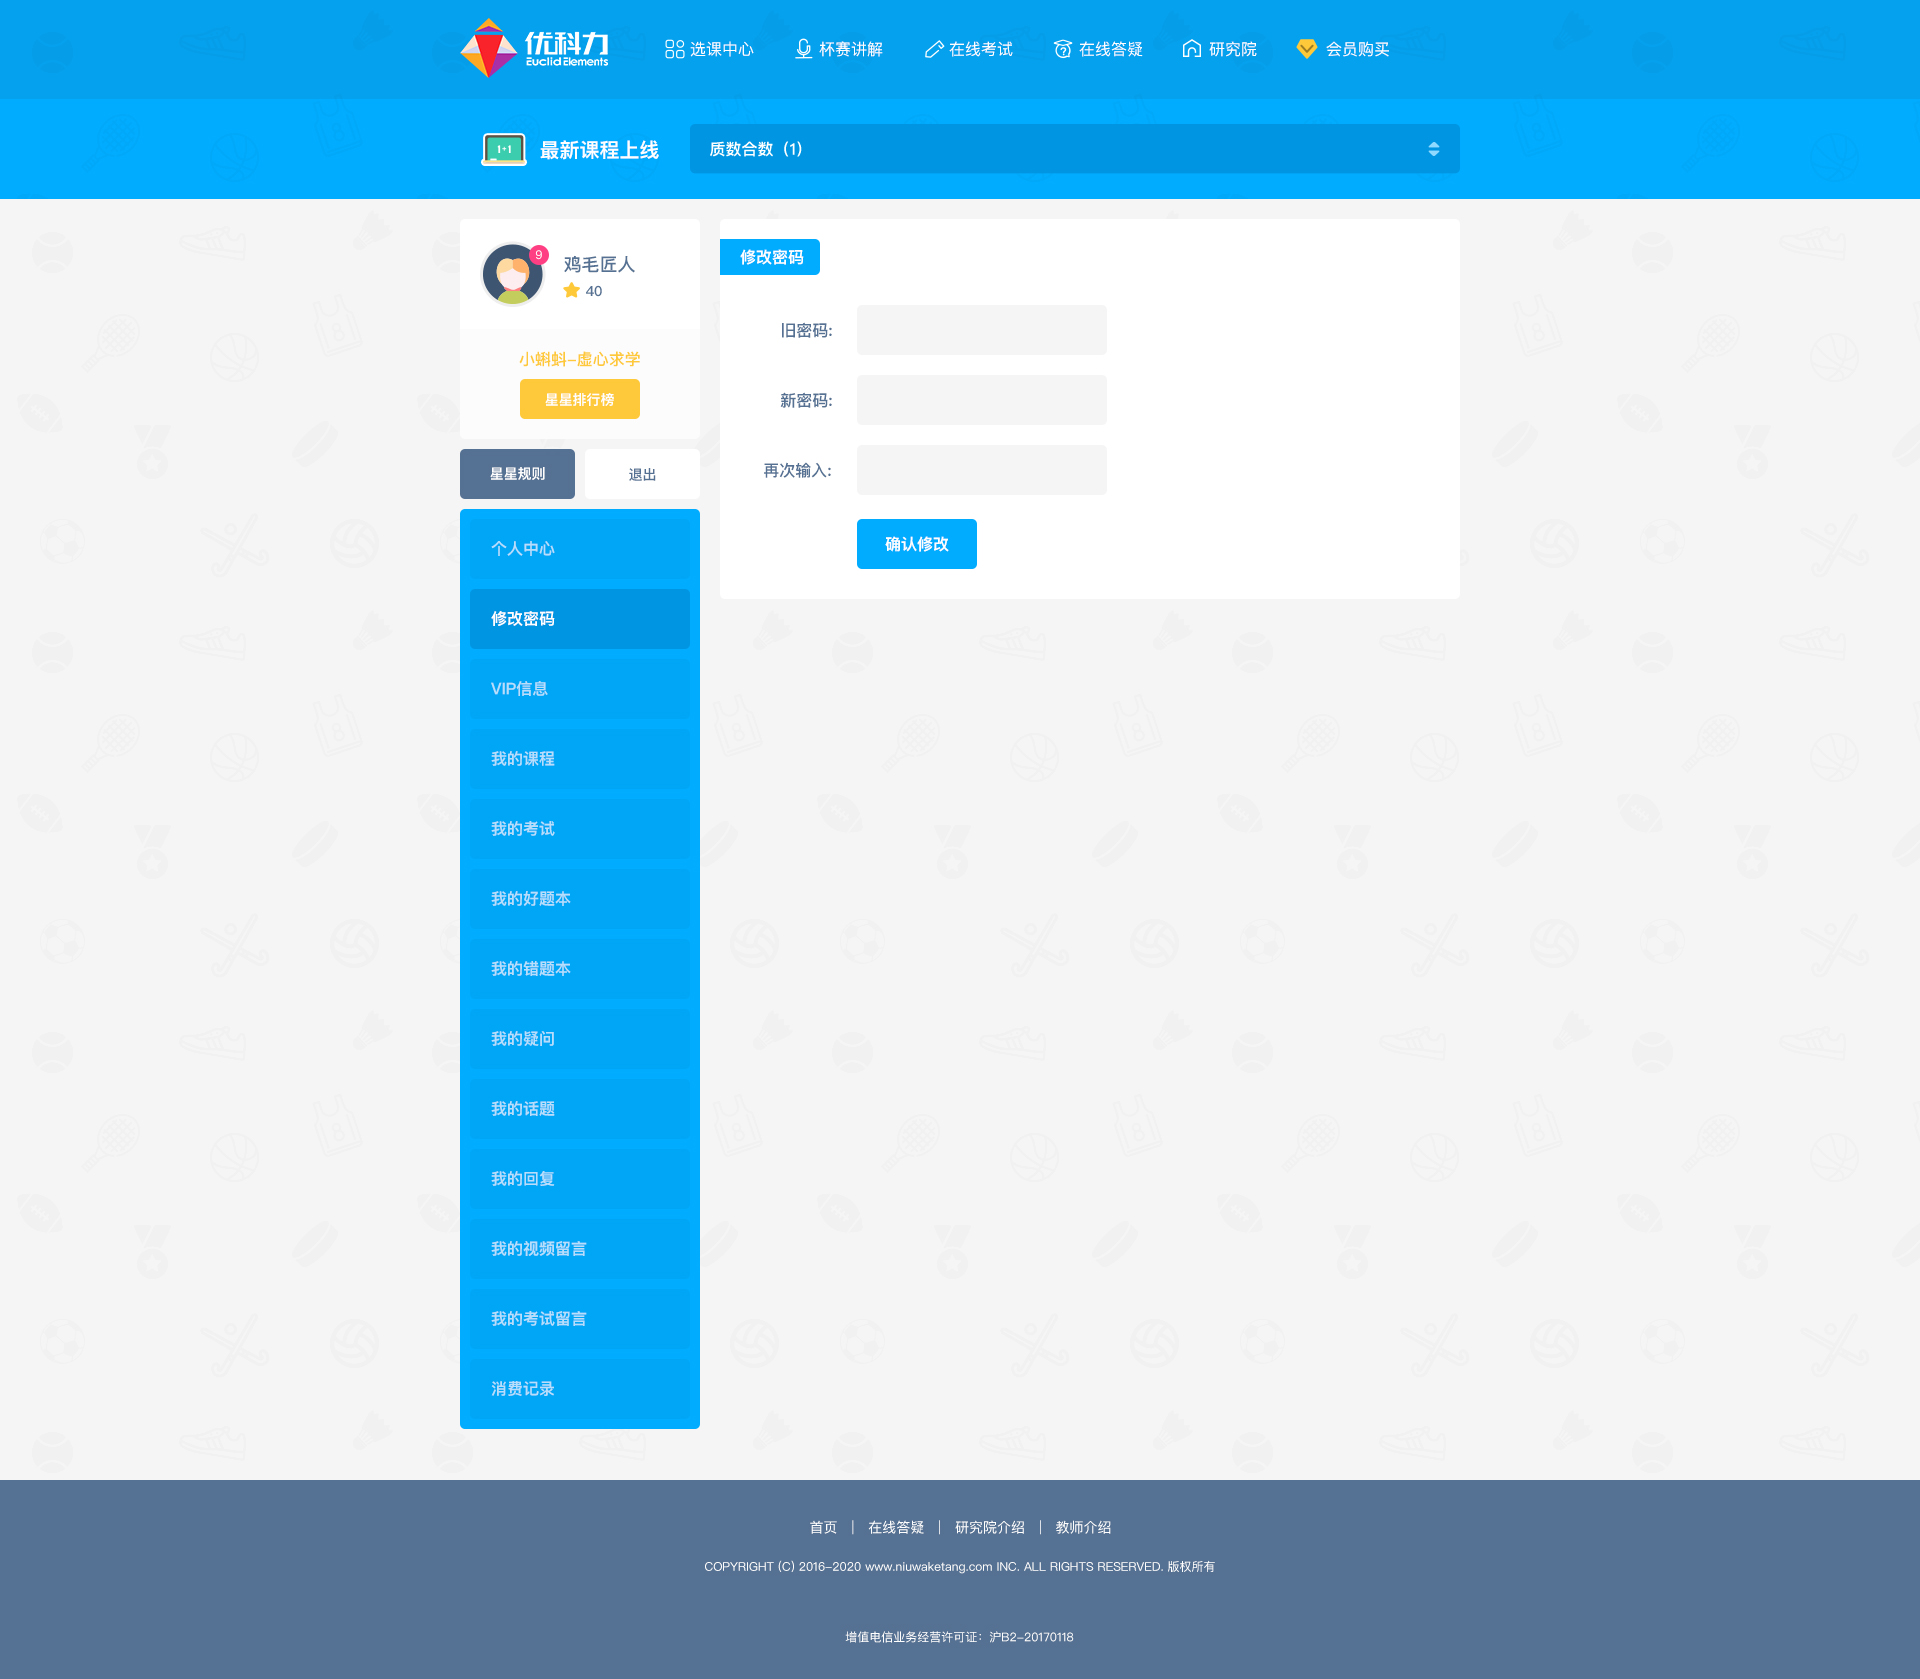 优科力
Euclid Elements
选课中心
杯赛讲解
在线考试
在线答疑
研究院
会员购买
1+1
最新课程上线
质数合数（1）
9
鸡毛匠人
40
小蝌蚪-虚心求学
星星排行榜
星星规则
退出
个人中心
修改密码
VIP信息
我的课程
我的考试
我的好题本
我的错题本
我的疑问
我的话题
我的回复
我的视频留言
我的考试留言
消费记录
修改密码
旧密码:
新密码:
再次输入:
确认修改
首页 | 在线答疑 | 研究院介绍 | 教师介绍
COPYRIGHT (C) 2016-2020 www.niuwaketang.com INC. ALL RIGHTS RESERVED. 版权所有
增值电信业务经营许可证：沪B2-20170118